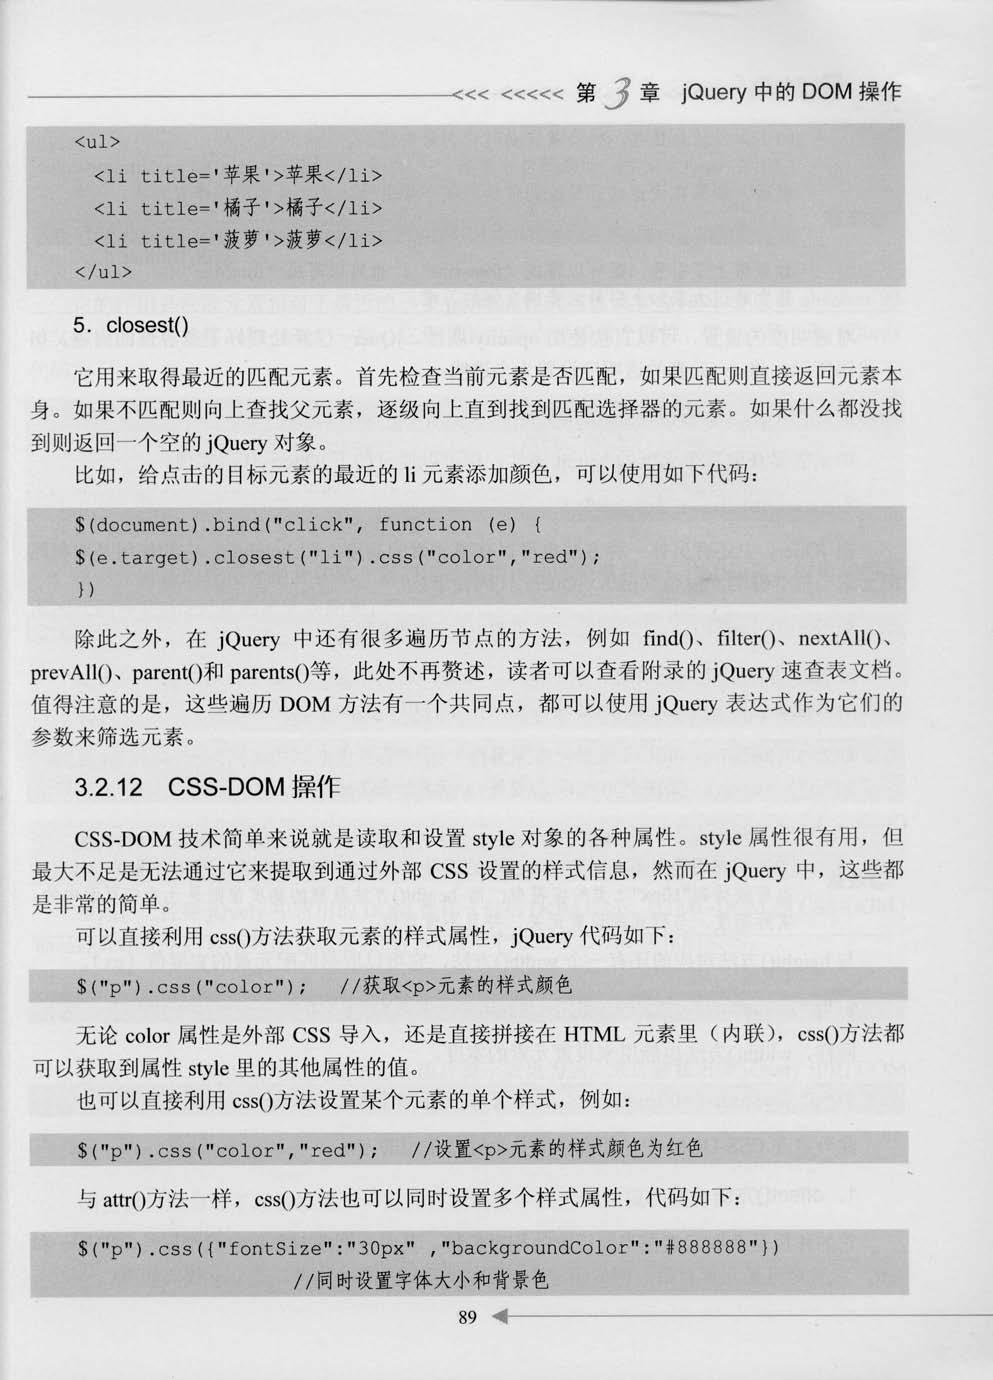 <<< <<<<< 第 3 章 jQuery 中的 DOM 操作
<ul>
<li title='苹果'>苹果</li>
<li title='橘子'>橘子</li>
<li title='菠萝'>菠萝</li>
</ul>
5. closest()
它用来取得最近的匹配元素。首先检查当前元素是否匹配，如果匹配则直接返回元素本
身。如果不匹配则向上查找父元素，逐级向上直到找到匹配选择器的元素。如果什么都没找
到则返回一个空的 jQuery 对象。
比如，给点击的目标元素的最近的 li 元素添加颜色，可以使用如下代码：
$(document).bind("click", function (e) {
$(e.target).closest("li").css("color","red");
})
除此之外，在 jQuery 中还有很多遍历节点的方法，例如 find()、filter()、nextAll()、
prevAll()、parent()和 parents()等，此处不再赘述，读者可以查看附录的 jQuery 速查表文档。
值得注意的是，这些遍历 DOM 方法有一个共同点，都可以使用 jQuery 表达式作为它们的
参数来筛选元素。
3.2.12 CSS-DOM 操作
CSS-DOM 技术简单来说就是读取和设置 style 对象的各种属性。style 属性很有用，但
最大不足是无法通过它来提取到通过外部 CSS 设置的样式信息，然而在 jQuery 中，这些都
是非常的简单。
可以直接利用 css()方法获取元素的样式属性，jQuery 代码如下：
$("p").css("color"); //获取<p>元素的样式颜色
无论 color 属性是外部 CSS 导入，还是直接拼接在 HTML 元素里（内联），css()方法都
可以获取到属性 style 里的其他属性的值。
也可以直接利用 css()方法设置某个元素的单个样式，例如：
$("p").css("color","red"); //设置<p>元素的样式颜色为红色
与 attr()方法一样，css()方法也可以同时设置多个样式属性，代码如下：
$("p").css({"fontSize":"30px" ,"backgroundColor":"#888888"})
//同时设置字体大小和背景色
89